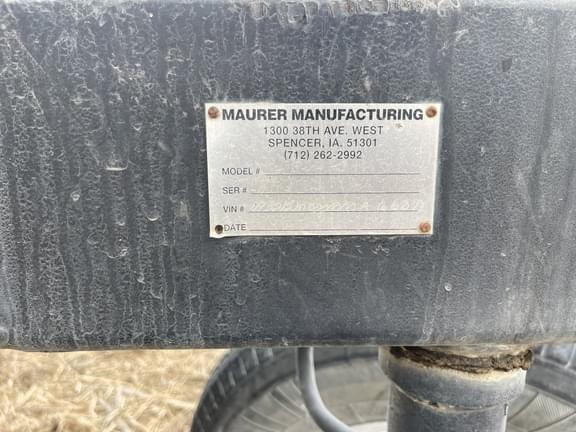 MAURER MANUFACTURING
1300 38TH AVE. WEST
SPENCER, IA. 51301
(712) 262-2992
MODEL #
SER #
VIN #
DATE